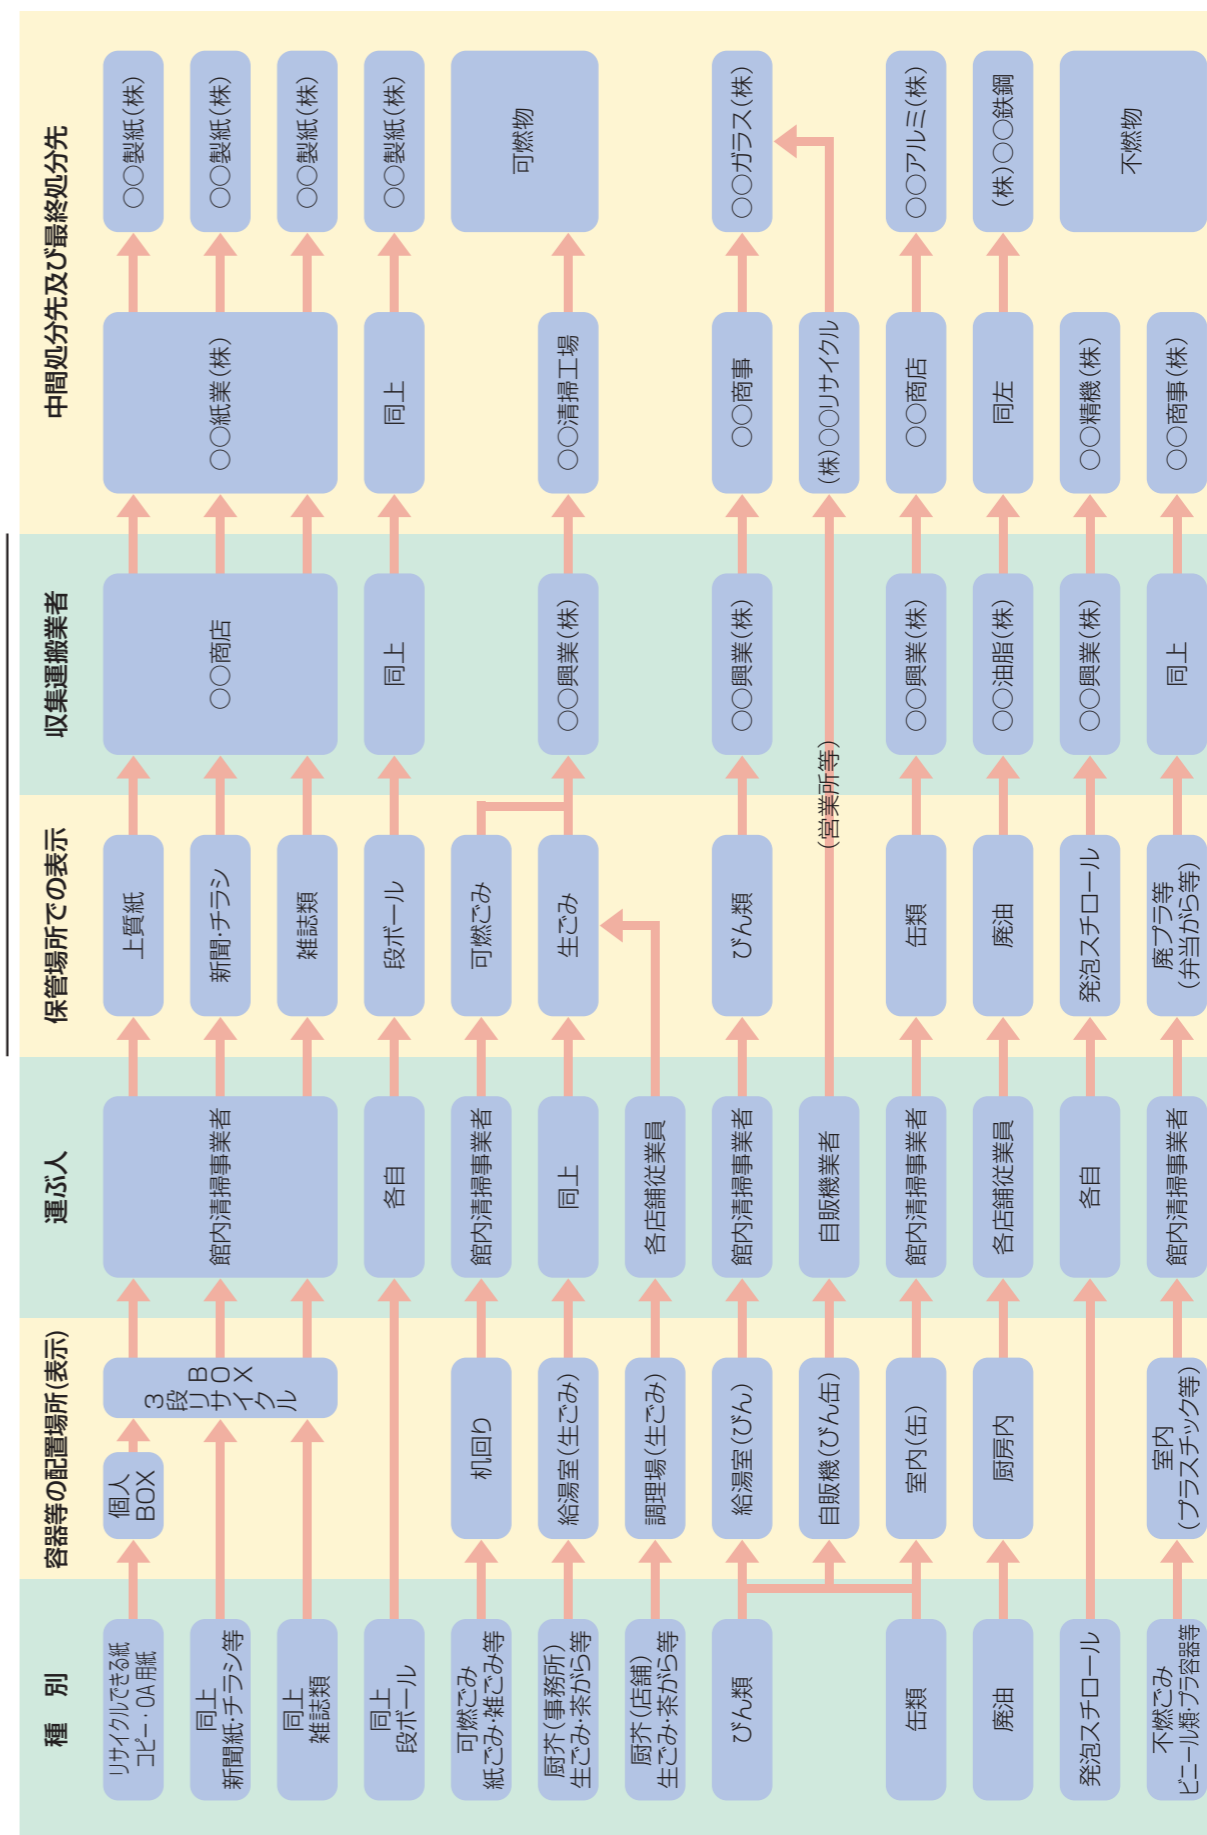 種　別
容器等の配置場所(表示)
運ぶ人
保管場所での表示
収集運搬業者
中間処分先及び最終処分先
リサイクルできる紙
コピー・OA用紙
個人
BOX
3段リサイクル
BOX
館内清掃事業者
上質紙
○○商店
○○紙業(株)
○○製紙(株)
同上
新聞紙・チラシ等
新聞・チラシ
○○製紙(株)
同上
雑誌類
雑誌類
○○製紙(株)
同上
段ボール
各自
段ボール
同上
同上
○○製紙(株)
可燃ごみ
紙ごみ・雑ごみ等
机回り
館内清掃事業者
可燃ごみ
可燃物
厨芥(事務所)
生ごみ・茶がら等
給湯室(生ごみ)
同上
生ごみ
○○興業(株)
○○清掃工場
厨芥(店舗)
生ごみ・茶がら等
調理場(生ごみ)
各店舗従業員
びん類
給湯室(びん)
館内清掃事業者
びん類
○○興業(株)
○○商事
○○ガラス(株)
自販機(びん缶)
自販機業者
(営業所等)
(株)○○リサイクル
缶類
室内(缶)
館内清掃事業者
缶類
○○興業(株)
○○商店
○○アルミ(株)
廃油
厨房内
各店舗従業員
廃油
○○油脂(株)
同左
(株)○○鉄鋼
発泡スチロール
各自
発泡スチロール
○○興業(株)
○○精機(株)
不燃物
不燃ごみ
ビニール類・プラ容器等
室内
(プラスチック等)
館内清掃事業者
廃プラ等
(弁当がら等)
同上
○○商事(株)